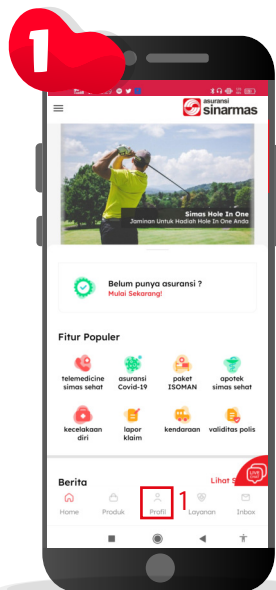 1
asuransi
sinarmas
Simas Hole In One
Jaminan Untuk Hadiah Hole In One Anda
Belum punya asuransi ?
Mulai Sekarang!
Fitur Populer
telemedicine
simas sehat
asuransi
Covid-19
paket
ISOMAN
apotek
simas sehat
kecelakaan
diri
lapor
klaim
kendaraan
validitas polis
Berita
Lihat
Home
Produk
Profil
1
Layanan
Inbox